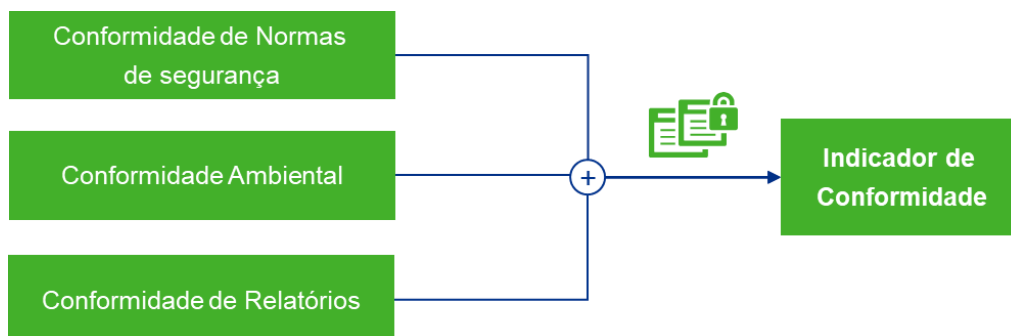 Conformidade de Normas
de segurança
Conformidade Ambiental
+
Indicador de
Conformidade
Conformidade de Relatórios